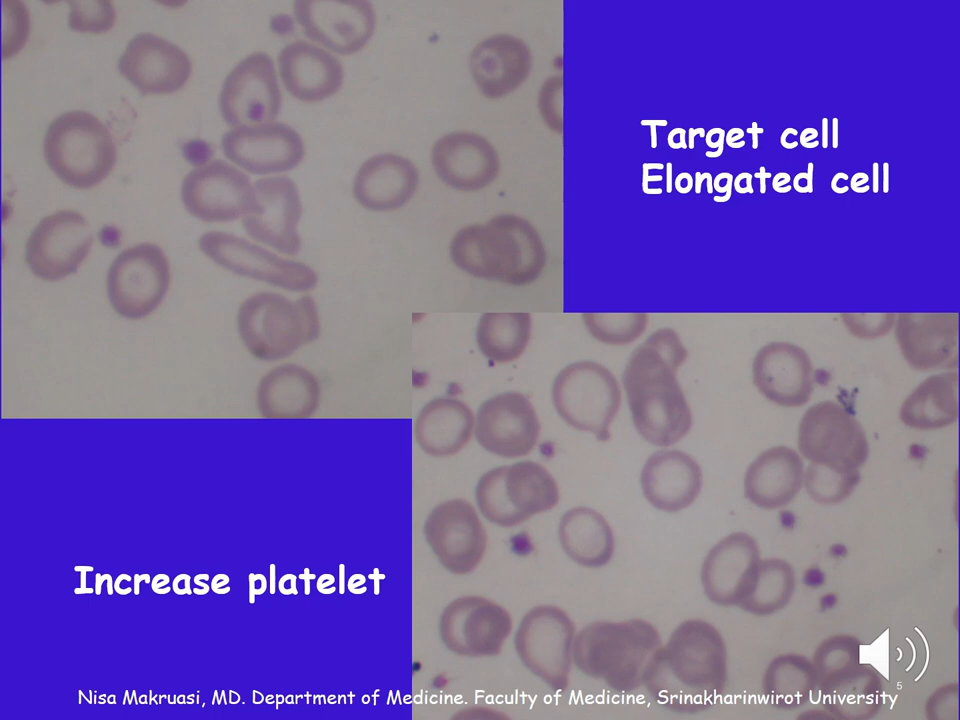 Target cell
Elongated cell
Increase platelet
5
Nisa Makruasi, MD. Department of Medicine. Faculty of Medicine, Srinakharinwirot University